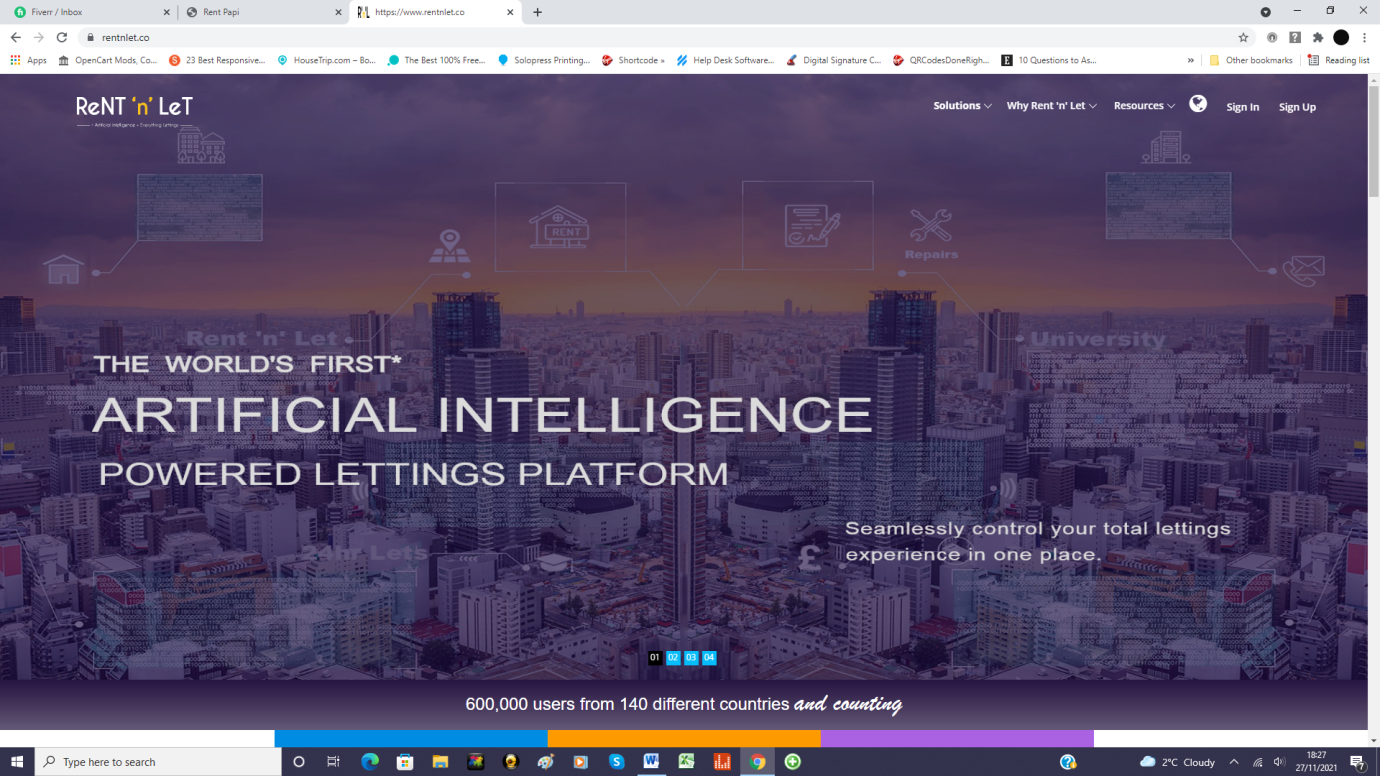 Fiverr / Inbox
Rent Papi
https://www.rentnlet.co
rentnlet.co
Apps
OpenCart Mods, Co...
23 Best Responsive...
HouseTrip.com – Bo...
The Best 100% Free...
Solopress Printing...
Shortcode »
Help Desk Software...
Digital Signature C...
QRCodesDoneRigh...
10 Questions to As...
»
Other bookmarks
Reading list
ReNT 'n' LeT
Artificial Intelligence + Everything Lettings
Solutions
Why Rent 'n' Let
Resources
Sign In
Sign Up
RENT
Repairs
Rent 'n' Let
University
THE WORLD'S FIRST*
ARTIFICIAL INTELLIGENCE
POWERED LETTINGS PLATFORM
Seamlessly control your total lettings
experience in one place.
24hr Lets
£
01 02 03 04
600,000 users from 140 different countries and counting
Type here to search
2°C Cloudy
18:27
27/11/2021
7